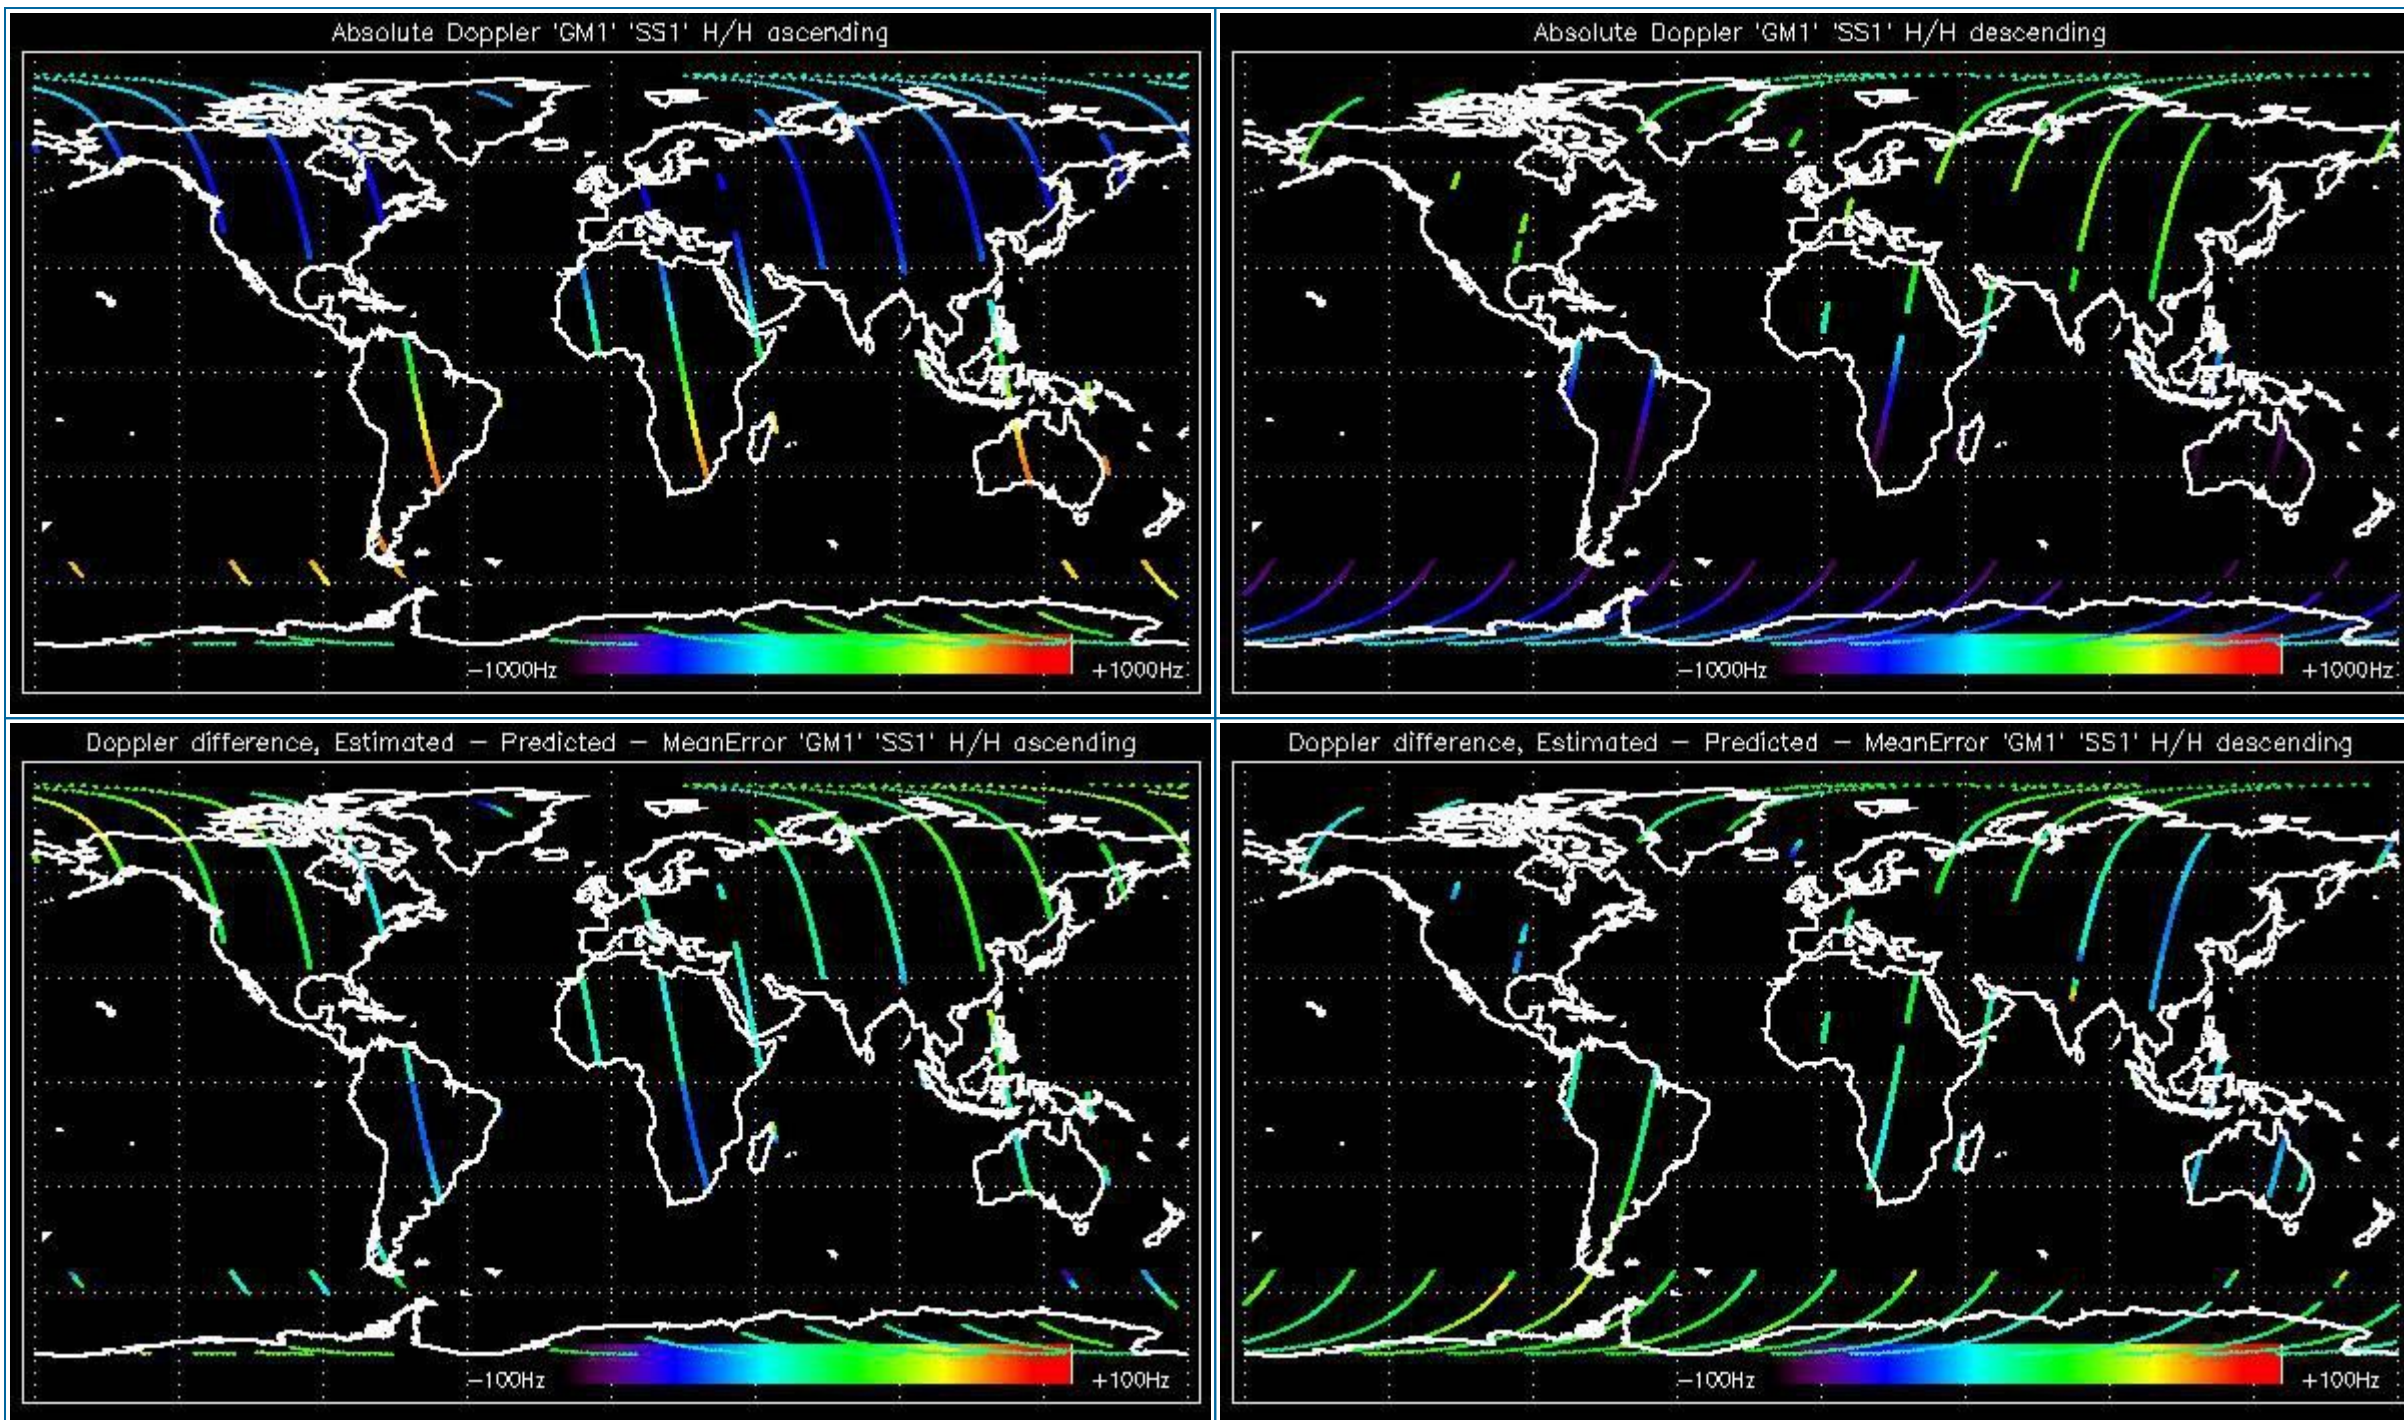 Absolute Doppler 'GM1' 'SS1' H/H ascending
−1000Hz
+1000Hz
Absolute Doppler 'GM1' 'SS1' H/H descending
−1000Hz
+1000Hz
Doppler difference, Estimated − Predicted − MeanError 'GM1' 'SS1' H/H ascending
−100Hz
+100Hz
Doppler difference, Estimated − Predicted − MeanError 'GM1' 'SS1' H/H descending
−100Hz
+100Hz